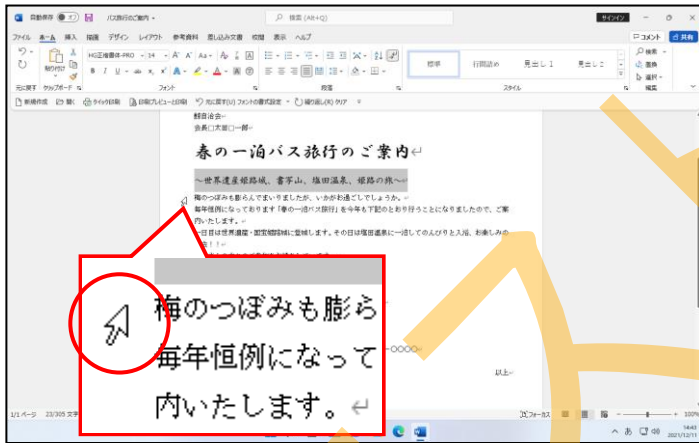 自動保存 オフ バス旅行のご案内 検索 (Alt+Q) サインイン
ファイル ホーム 挿入 描画 デザイン レイアウト 参考資料 差し込み文書 校閲 表示 ヘルプ コメント 共有
貼り付け HG正楷書体-PRO 14 標準 行間詰め 見出し 1 見出し 2 検索
置換
選択
元に戻す クリップボード フォント 段落 スタイル 編集
新規作成 開く クイック印刷 印刷プレビューと印刷 元に戻す(U) フォントの書式設定 繰り返し(R) クリア
会長□太郎□一郎
春の一泊バス旅行のご案内
～世界遺産姫路城、書写山、塩田温泉、姫路の旅～
梅のつぼみも膨らんでまいりましたが、いかがお過ごしでしょうか。
毎年恒例になっております「春の一泊バス旅行」を今年も下記のとおり行うことになりましたので、ご案
内いたします。
一日目は世界遺産・国宝姫路城に登城します。その日は塩田温泉に一泊してのんびりと入浴、お楽しみの
梅のつぼみも膨ら
毎年恒例になって
内いたします。
-○○○○
以上
1/1 ページ 23/305 文字 フォーカス 100%
あ 14:43
2021/12/11